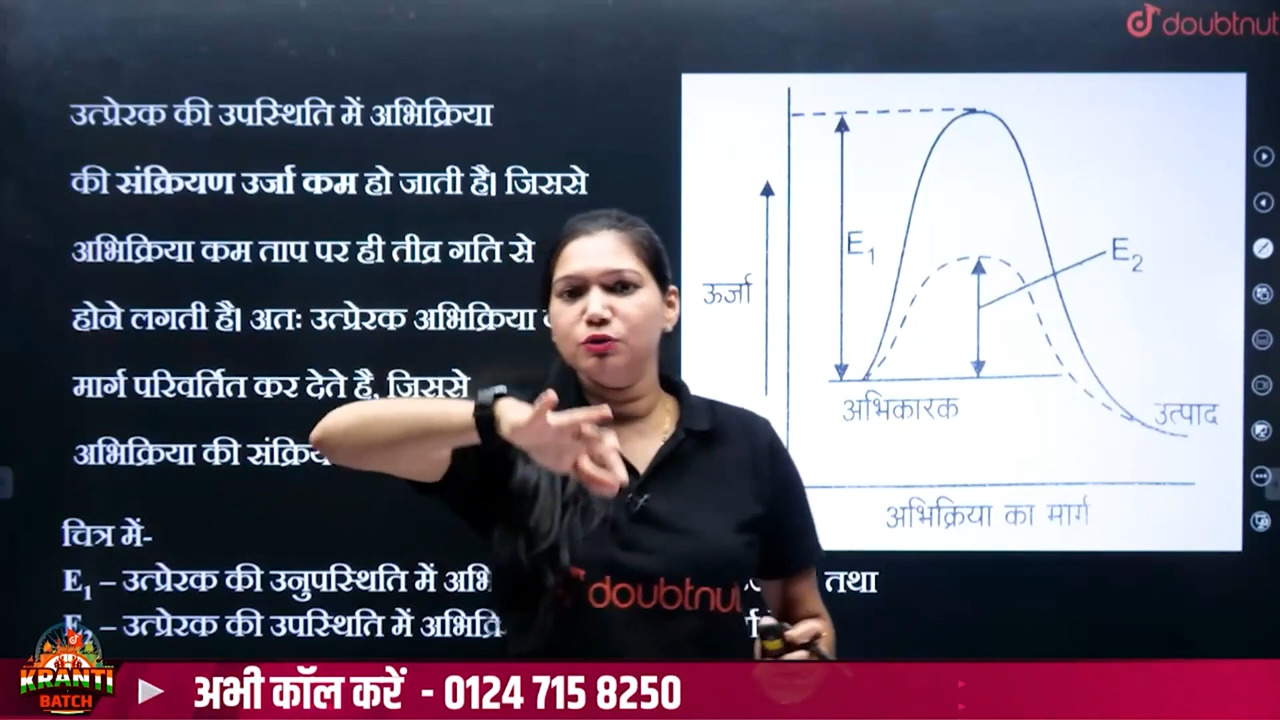 doubtnut
उत्प्रेरक की उपस्थिति में अभिक्रिया
की संक्रियण उर्जा कम हो जाती है। जिससे
अभिक्रिया कम ताप पर ही तीव्र गति से
होने लगती है। अतः उत्प्रेरक अभिक्रिया
मार्ग परिवर्तित कर देते है, जिससे
अभिक्रिया की
चित्र में-
E₁ – उत्प्रेरक की उनुपस्थिति में तथा
E₂ – उत्प्रेरक की उपस्थिति में
E₁
E₂
ऊर्जा
अभिकारक
उत्पाद
अभिक्रिया का मार्ग
doubtnut
KRANTI
BATCH
अभी कॉल करें - 0124 715 8250